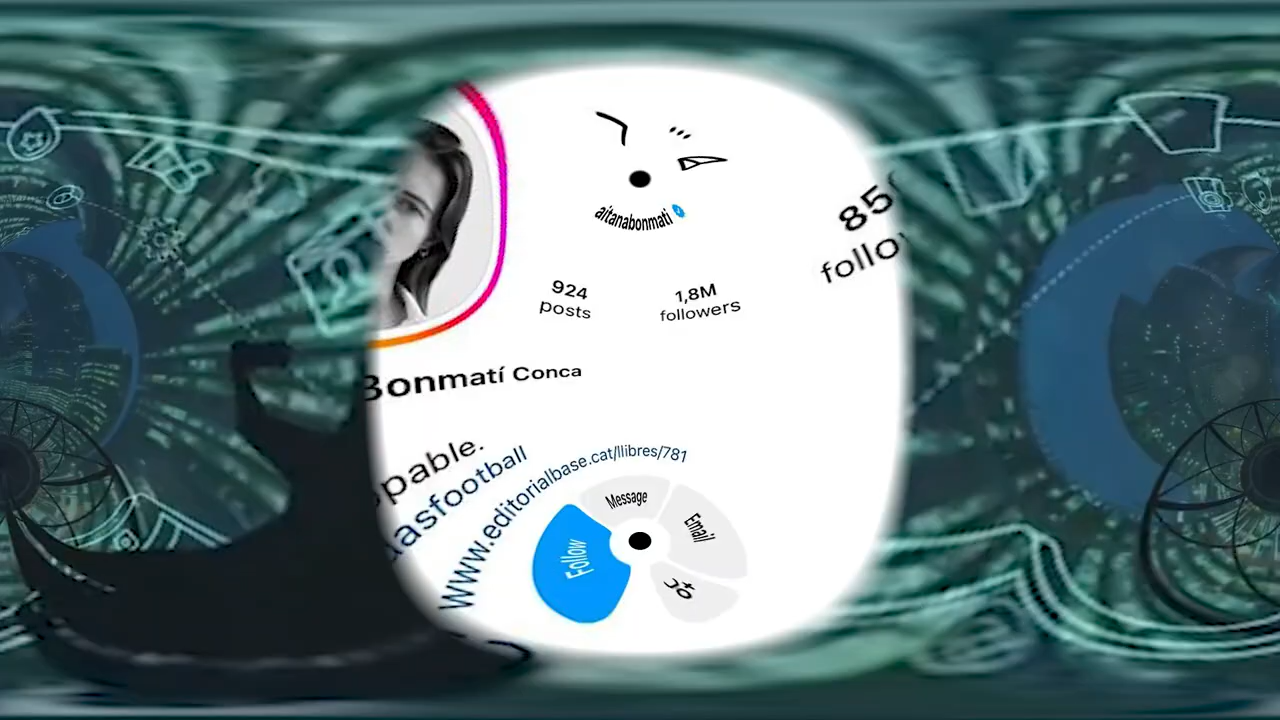 aitanabonmati
924
posts
1,8M
followers
85
follo
Bonmatí Conca
pable.
asfootball
www.editorialbase.cat/llibres/781
Follow
Message
Email